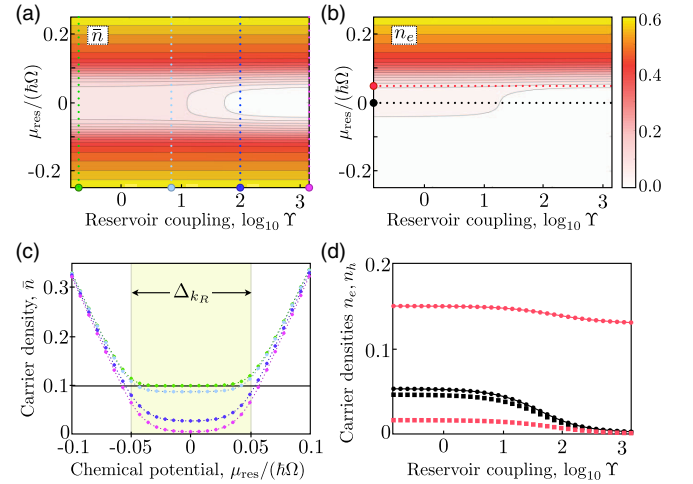 (a)
(b)
0.2
0
-0.2
μres/(ħΩ)
n̄
0
1
2
3
Reservoir coupling, log10 ϒ
0.2
0
-0.2
μres/(ħΩ)
ne
0
1
2
3
Reservoir coupling, log10 ϒ
0.6
0.4
0.2
0.0
(c)
(d)
0.3
0.2
0.1
0
Carrier density, n̄
ΔkR
-0.1
-0.05
0
0.05
0.1
Chemical potential, μres/(ħΩ)
0.2
0.1
0
Carrier densities ne, nh
0
1
2
3
Reservoir coupling, log10 ϒ